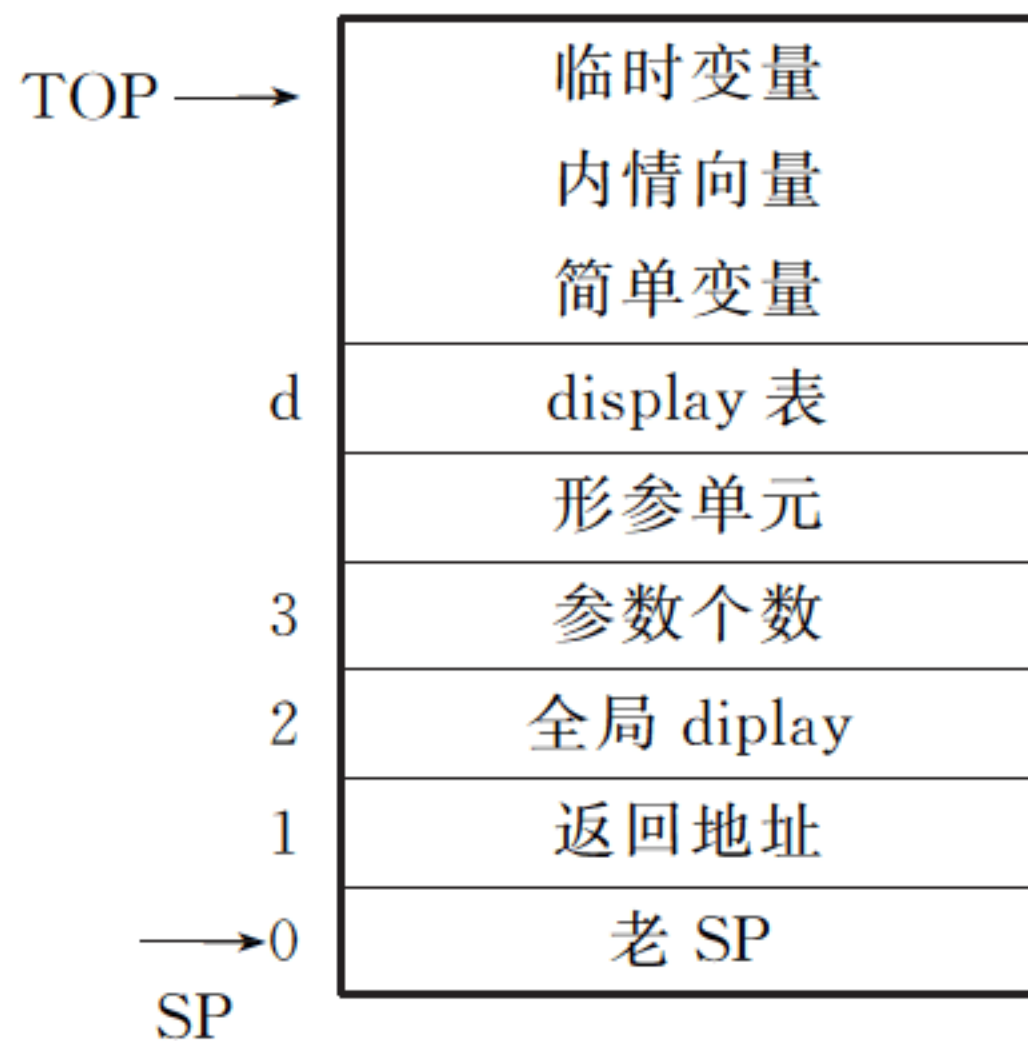 TOP
临时变量
内情向量
简单变量
d display 表
形参单元
3 参数个数
2 全局 diplay
1 返回地址
0 老 SP
SP